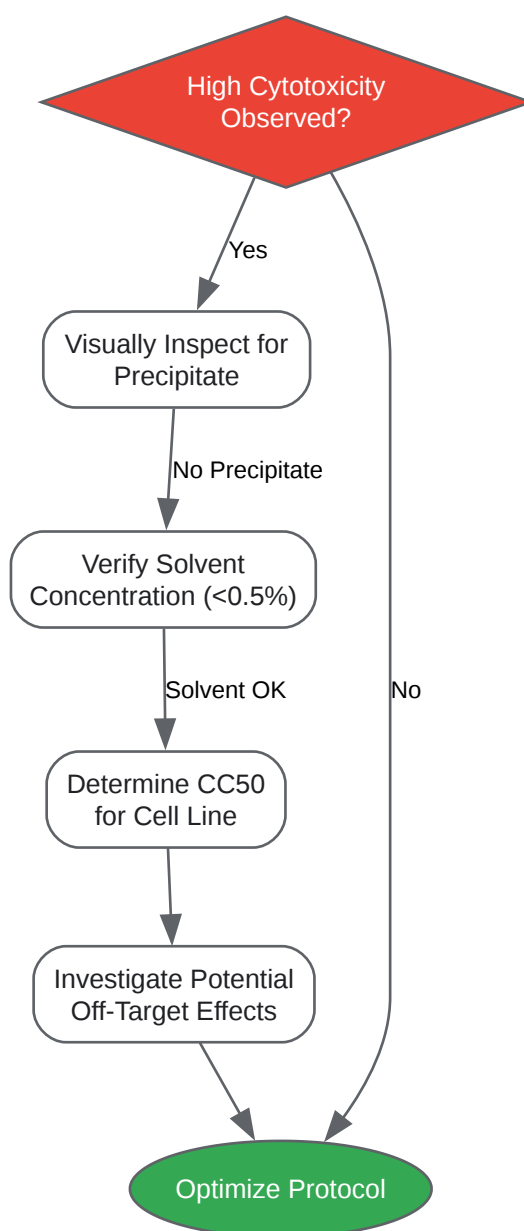 High Cytotoxicity
Observed?
Yes
Visually Inspect for
Precipitate
No Precipitate
Verify Solvent
Concentration (<0.5%)
Solvent OK
No
Determine CC50
for Cell Line
Investigate Potential
Off-Target Effects
Optimize Protocol